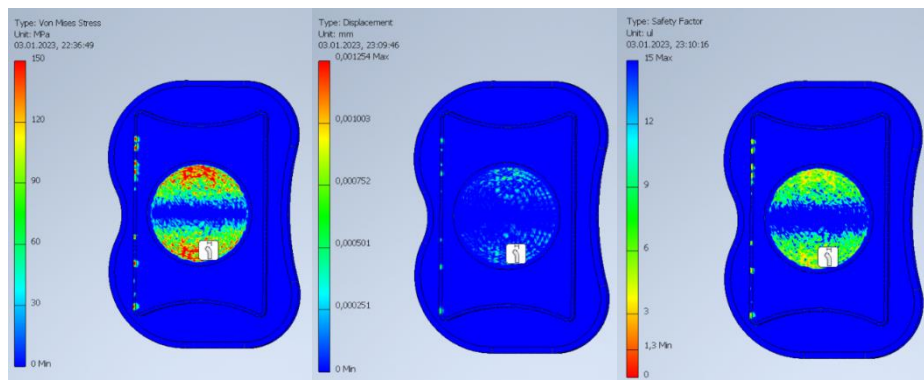 Type: Von Mises Stress
Unit: MPa
03.01.2023, 22:36:49
150
120
90
60
30
0 Min
Type: Displacement
Unit: mm
03.01.2023, 23:09:46
0,001254 Max
0,001003
0,000752
0,000501
0,000251
0 Min
Type: Safety Factor
Unit: ul
03.01.2023, 23:10:16
15 Max
12
9
6
3
1,3 Min
0